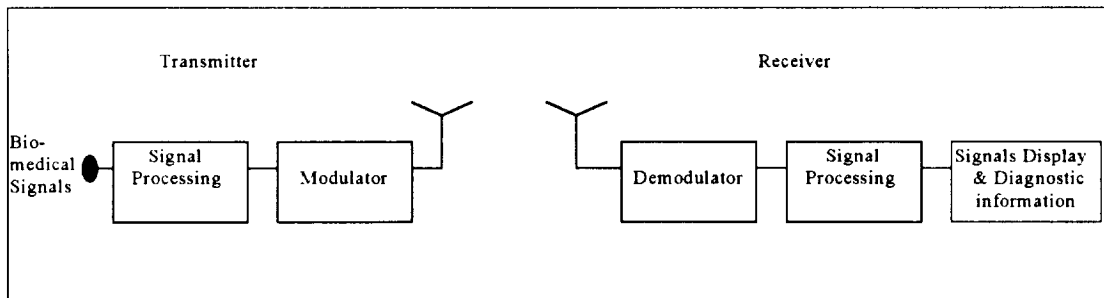 Transmitter
Receiver
Bio-
medical
Signals
Signal
Processing
Modulator
Demodulator
Signal
Processing
Signals Display
& Diagnostic
information